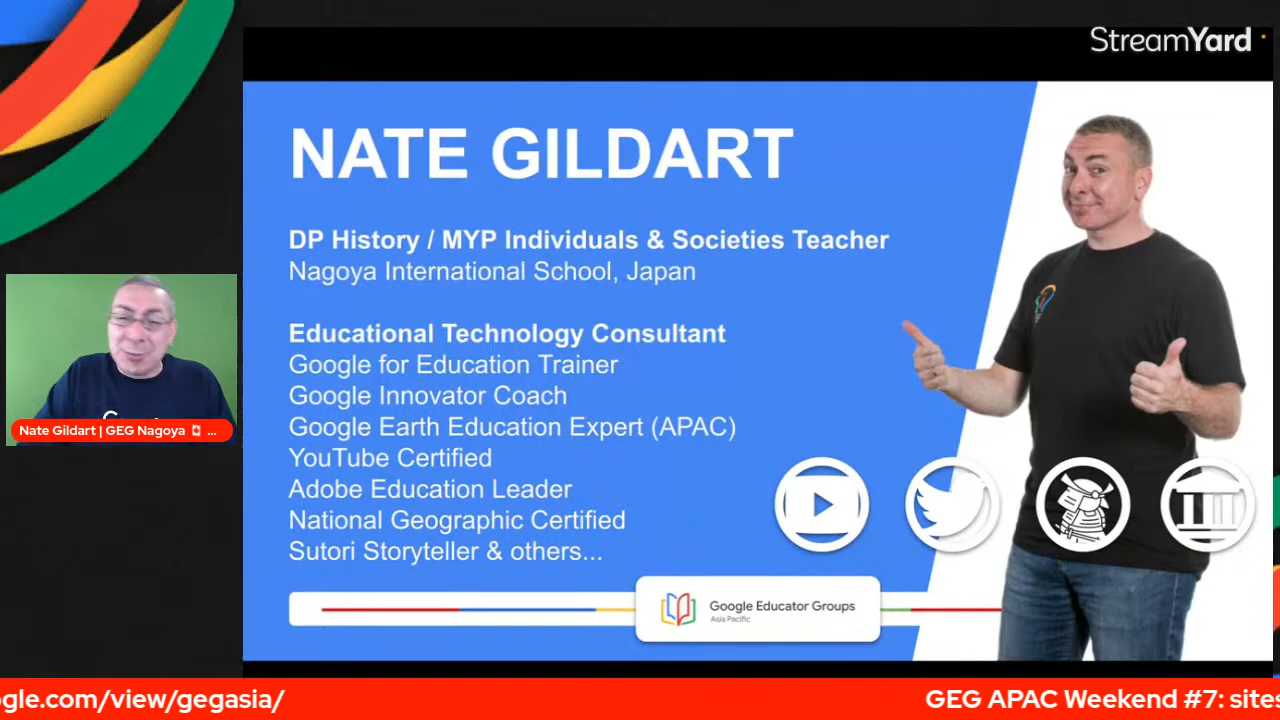 StreamYard
NATE GILDART
DP History / MYP Individuals & Societies Teacher
Nagoya International School, Japan
Educational Technology Consultant
Google for Education Trainer
Google Innovator Coach
Google Earth Education Expert (APAC)
YouTube Certified
Adobe Education Leader
National Geographic Certified
Sutori Storyteller & others...
Nate Gildart | GEG Nagoya 🇯🇵 ...
Google Educator Groups
Asia Pacific
ogle.com/view/gegasia/
GEG APAC Weekend #7: sites